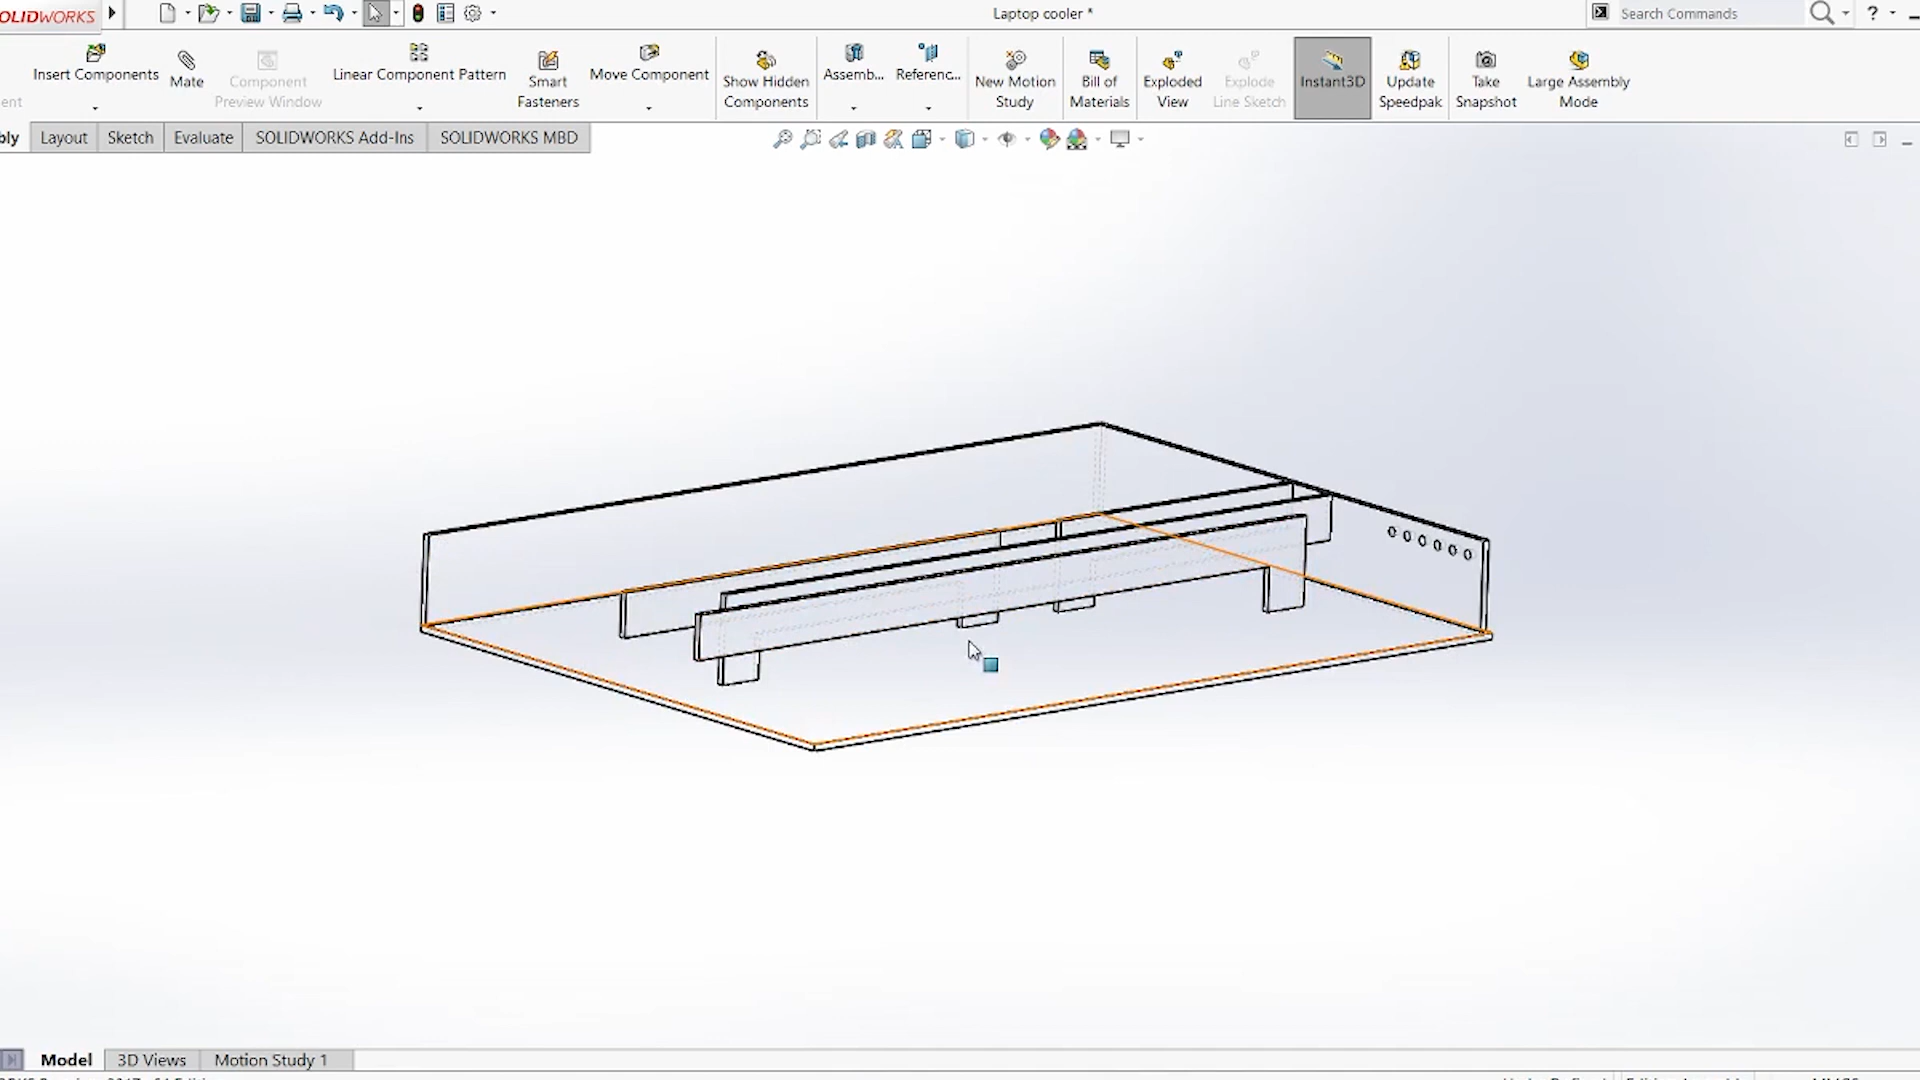 OLIDWORKS
Laptop cooler *
Search Commands
?
ent
Insert Components
Mate
Component
Preview Window
Linear Component Pattern
Smart
Fasteners
Move Component
Show Hidden
Components
Assemb...
Referenc...
New Motion
Study
Bill of
Materials
Exploded
View
Explode
Line Sketch
Instant3D
Update
Speedpak
Take
Snapshot
Large Assembly
Mode
bly
Layout
Sketch
Evaluate
SOLIDWORKS Add-Ins
SOLIDWORKS MBD
Model
3D Views
Motion Study 1